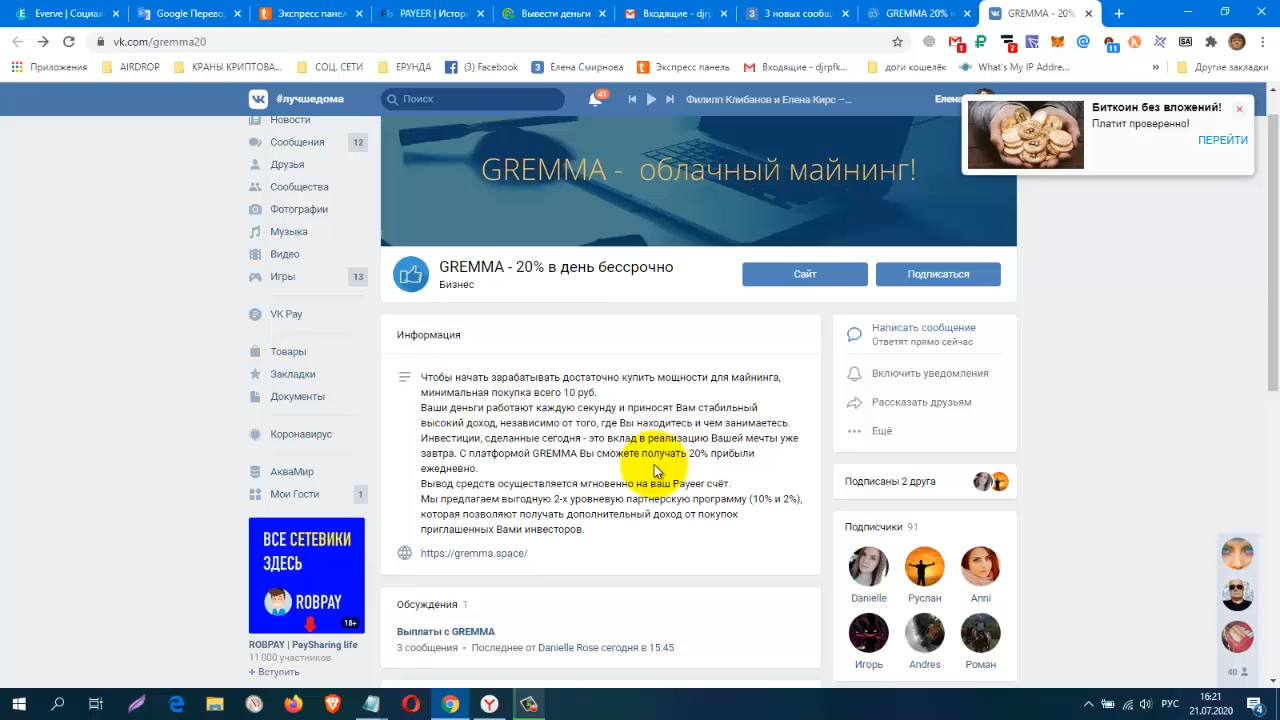 Everve | Социал
Google Перевод
Экспресс панель
PAYEER | Истор
Вывести деньги
Входящие - djrp
3 новых сообщ
GREMMA 20% и
GREMMA - 20%
vk.com/gremma20
Приложения
AIRDROP
КРАНЫ КРИПТОВА...
СОЦ. СЕТИ
ЕРУНДА
(3) Facebook
Елена Смирнова
Экспресс панель
Входящие - djrpfk...
доги кошелёк
What's My IP Addre...
»
Другие закладки
#лучшедома
Поиск
41
Филипп Клибанов и Елена Кирс –...
Елена
Биткоин без вложений!
Платит проверенно!
ПЕРЕЙТИ
Новости
Сообщения 12
Друзья
Сообщества
Фотографии
Музыка
Видео
Игры 13
VK Pay
Товары
Закладки
Документы
Коронавирус
АкваМир
Мои Гости 1
ВСЕ СЕТЕВИКИ
ЗДЕСЬ
ROBPAY
18+
ROBPAY | PaySharing life
11 000 участников
+ Вступить
GREMMA - облачный майнинг!
GREMMA - 20% в день бессрочно
Бизнес
Сайт
Подписаться
Информация
Чтобы начать зарабатывать достаточно купить мощности для майнинга,
минимальная покупка всего 10 руб.
Ваши деньги работают каждую секунду и приносят Вам стабильный
высокий доход, независимо от того, где Вы находитесь и чем занимаетесь.
Инвестиции, сделанные сегодня - это вклад в реализацию Вашей мечты уже
завтра. С платформой GREMMA Вы сможете получать 20% прибыли
ежедневно.
Вывод средств осуществляется мгновенно на ваш Payeer счёт.
Мы предлагаем выгодную 2-х уровневую партнерскую программу (10% и 2%),
которая позволяют получать дополнительный доход от покупок
приглашенных Вами инвесторов.
https://gremma.space/
Обсуждения 1
Выплаты с GREMMA
3 сообщения • Последнее от Danielle Rose сегодня в 15:45
Написать сообщение
Ответят прямо сейчас
Включить уведомления
Рассказать друзьям
Ещё
Подписаны 2 друга
Подписчики 91
Danielle
Руслан
Anni
Игорь
Andres
Роман
40
РУС
16:21
21.07.2020
4